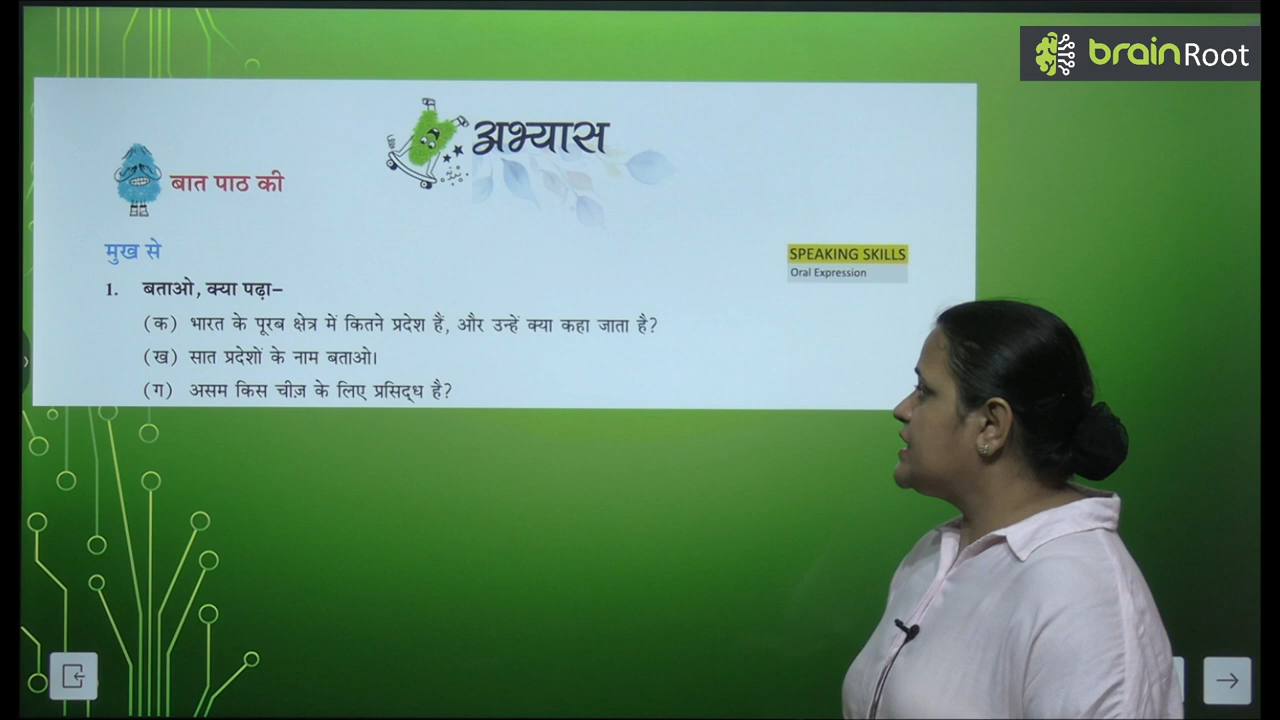 brainRoot
अभ्यास
बात पाठ की
मुख से
SPEAKING SKILLS
Oral Expression
1. बताओ, क्या पढ़ा–
(क) भारत के पूरब क्षेत्र में कितने प्रदेश हैं, और उन्हें क्या कहा जाता है?
(ख) सात प्रदेशों के नाम बताओ।
(ग) असम किस चीज़ के लिए प्रसिद्ध है?